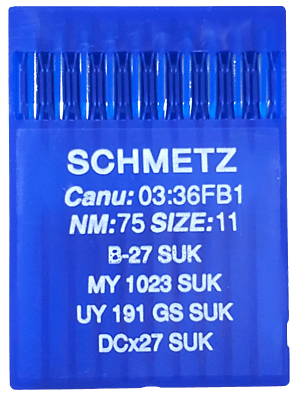 SCHMETZ
Canu: 03:36FB1
NM:75 SIZE:11
B-27 SUK
MY 1023 SUK
UY 191 GS SUK
DCx27 SUK